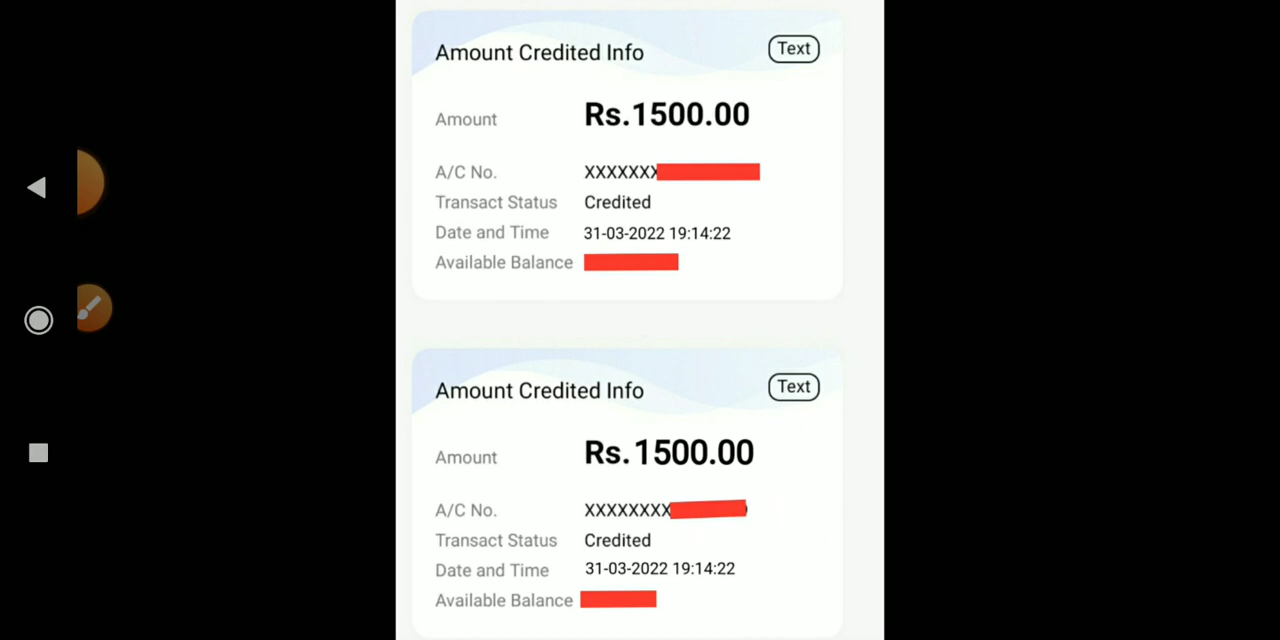 Amount Credited Info Text
Amount Rs.1500.00
A/C No. XXXXXXX
Transact Status Credited
Date and Time 31-03-2022 19:14:22
Available Balance
Amount Credited Info Text
Amount Rs.1500.00
A/C No. XXXXXXXX
Transact Status Credited
Date and Time 31-03-2022 19:14:22
Available Balance